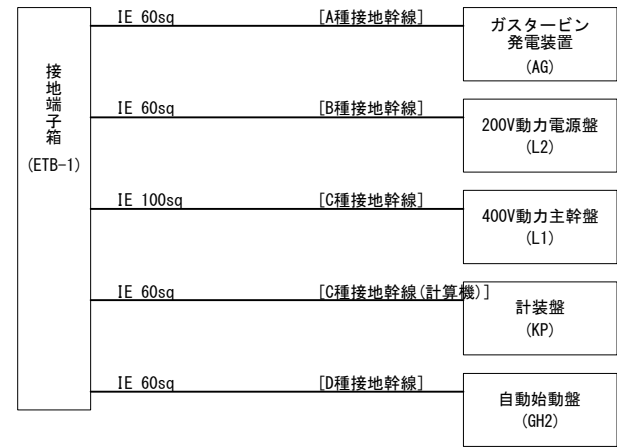 接地端子箱
(ETB-1)
IE 60sq [A種接地幹線]
ガスタービン
発電装置
(AG)
IE 60sq [B種接地幹線]
200V動力電源盤
(L2)
IE 100sq [C種接地幹線]
400V動力主幹盤
(L1)
IE 60sq [C種接地幹線(計算機)]
計装盤
(KP)
IE 60sq [D種接地幹線]
自動始動盤
(GH2)